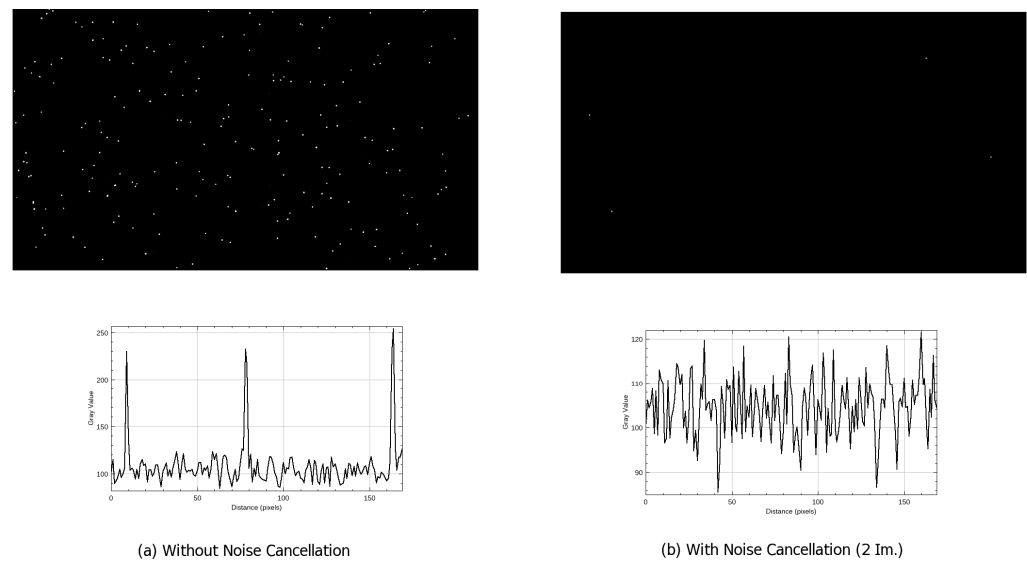 250
200
150
100
0
50
100
150
Gray Value
Distance (pixels)
120
110
100
90
0
50
100
150
Gray Value
Distance (pixels)
(a) Without Noise Cancellation
(b) With Noise Cancellation (2 Im.)